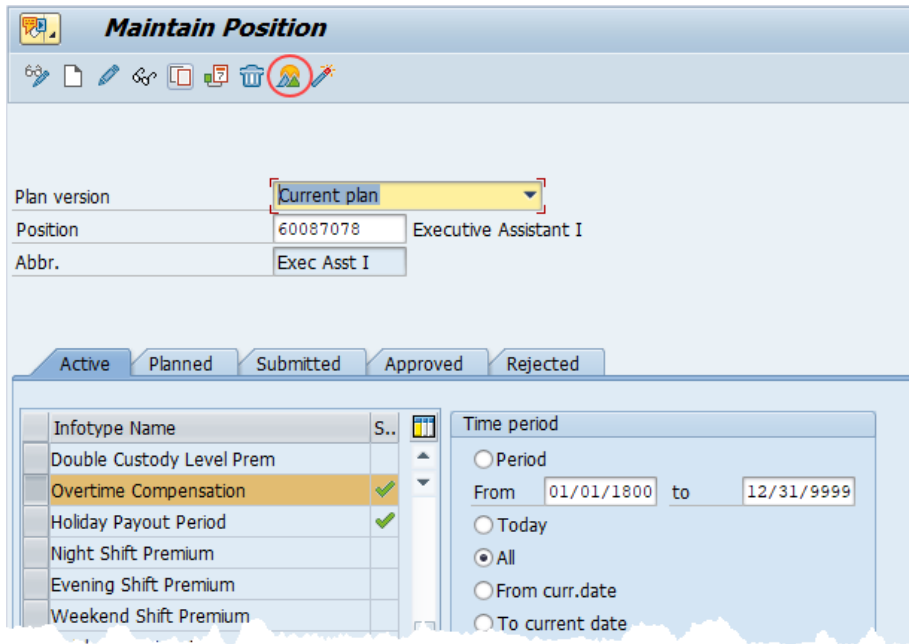 Maintain Position
Plan version Current plan
Position 60087078 Executive Assistant I
Abbr. Exec Asst I
Active Planned Submitted Approved Rejected
Infotype Name S..
Double Custody Level Prem
Overtime Compensation
Holiday Payout Period
Night Shift Premium
Evening Shift Premium
Weekend Shift Premium
Time period
Period
From 01/01/1800 to 12/31/9999
Today
All
From curr.date
To current date